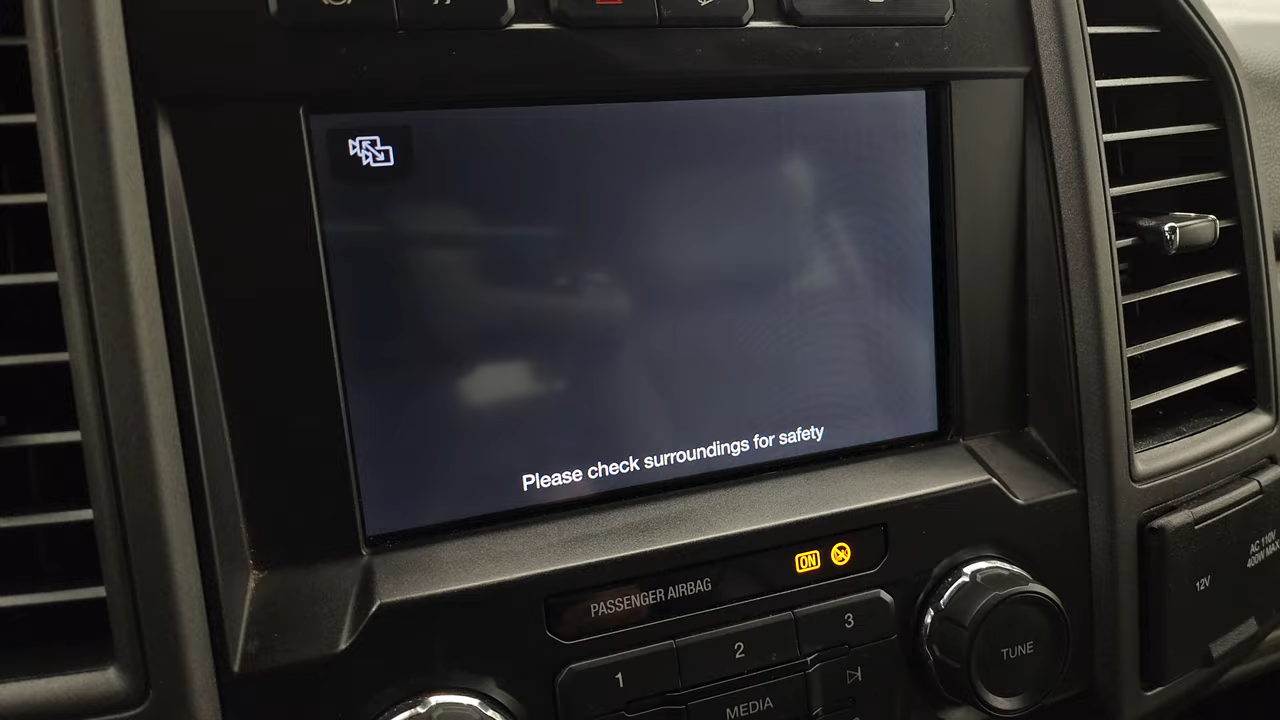 Please check surroundings for safety
PASSENGER AIRBAG ON
1
2
3
MEDIA
TUNE
12V
AC 110V
400W MAX